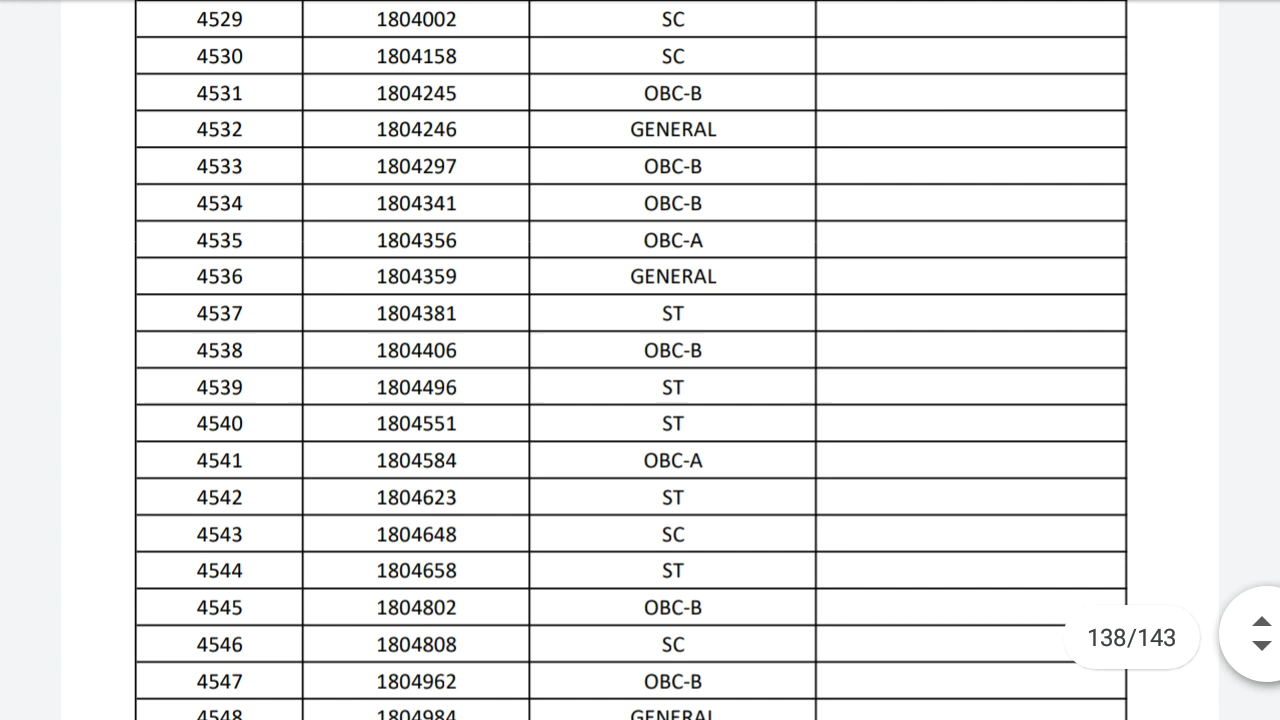 4529 1804002 SC
4530 1804158 SC
4531 1804245 OBC-B
4532 1804246 GENERAL
4533 1804297 OBC-B
4534 1804341 OBC-B
4535 1804356 OBC-A
4536 1804359 GENERAL
4537 1804381 ST
4538 1804406 OBC-B
4539 1804496 ST
4540 1804551 ST
4541 1804584 OBC-A
4542 1804623 ST
4543 1804648 SC
4544 1804658 ST
4545 1804802 OBC-B
4546 1804808 SC
138/143
4547 1804962 OBC-B
4548 1804984 GENERAL